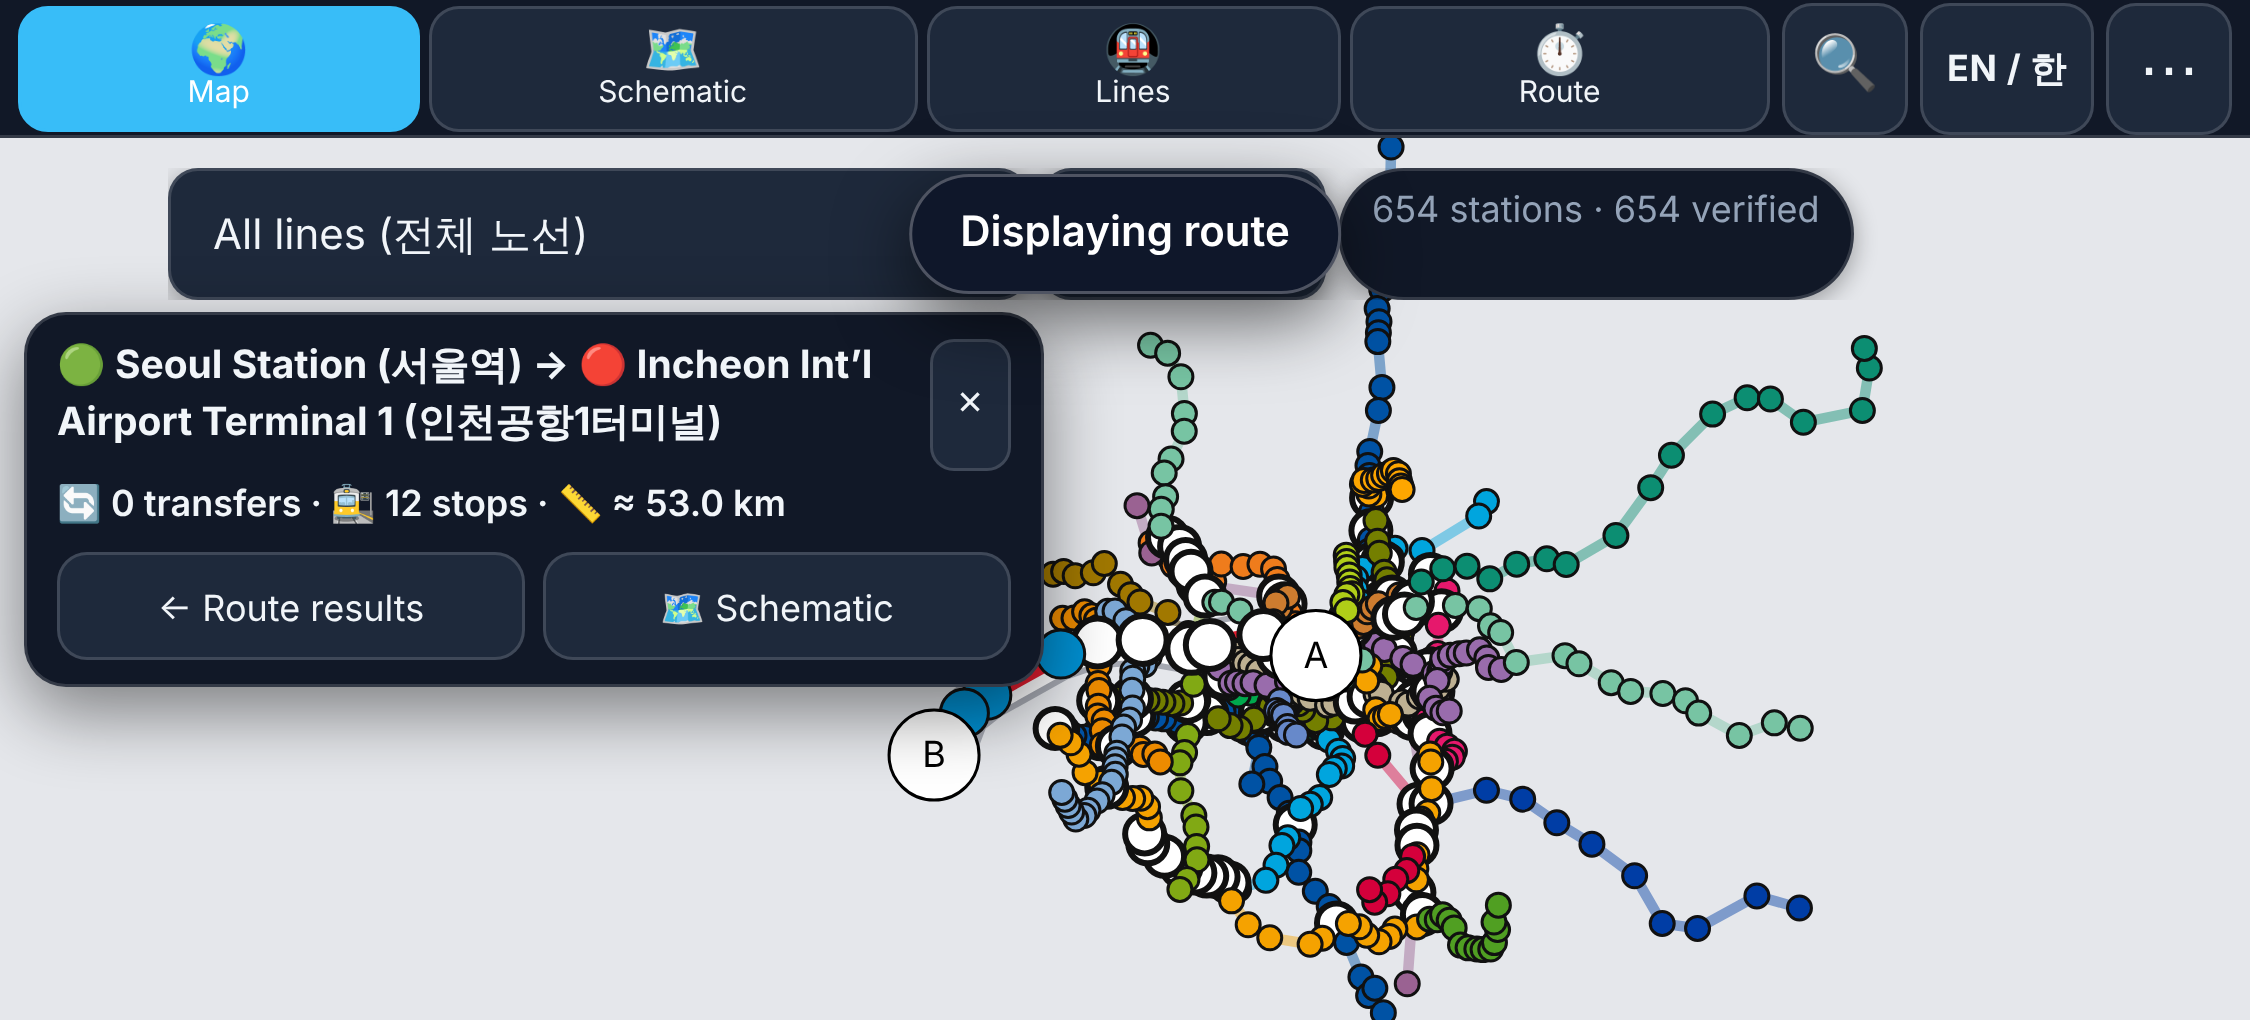 Map
Schematic
Lines
Route
EN / 한
···
All lines (전체 노선)
Displaying route
654 stations · 654 verified
Seoul Station (서울역) → Incheon Int’l
Airport Terminal 1 (인천공항1터미널)
×
0 transfers · 12 stops · ≈ 53.0 km
← Route results
Schematic
A
B